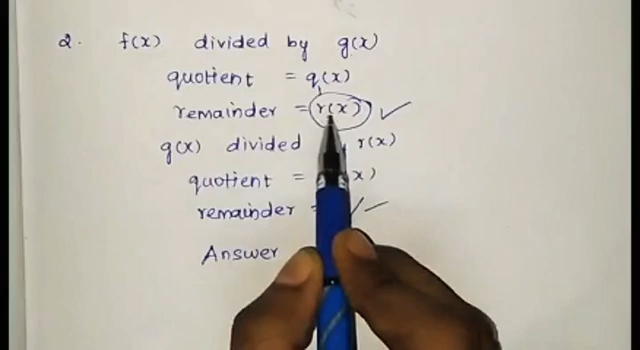 2. f(x) divided by g(x)
quotient = q(x)
remainder = r(x) ✓
g(x) divided r(x)
quotient = x)
remainder = ✓
Answer